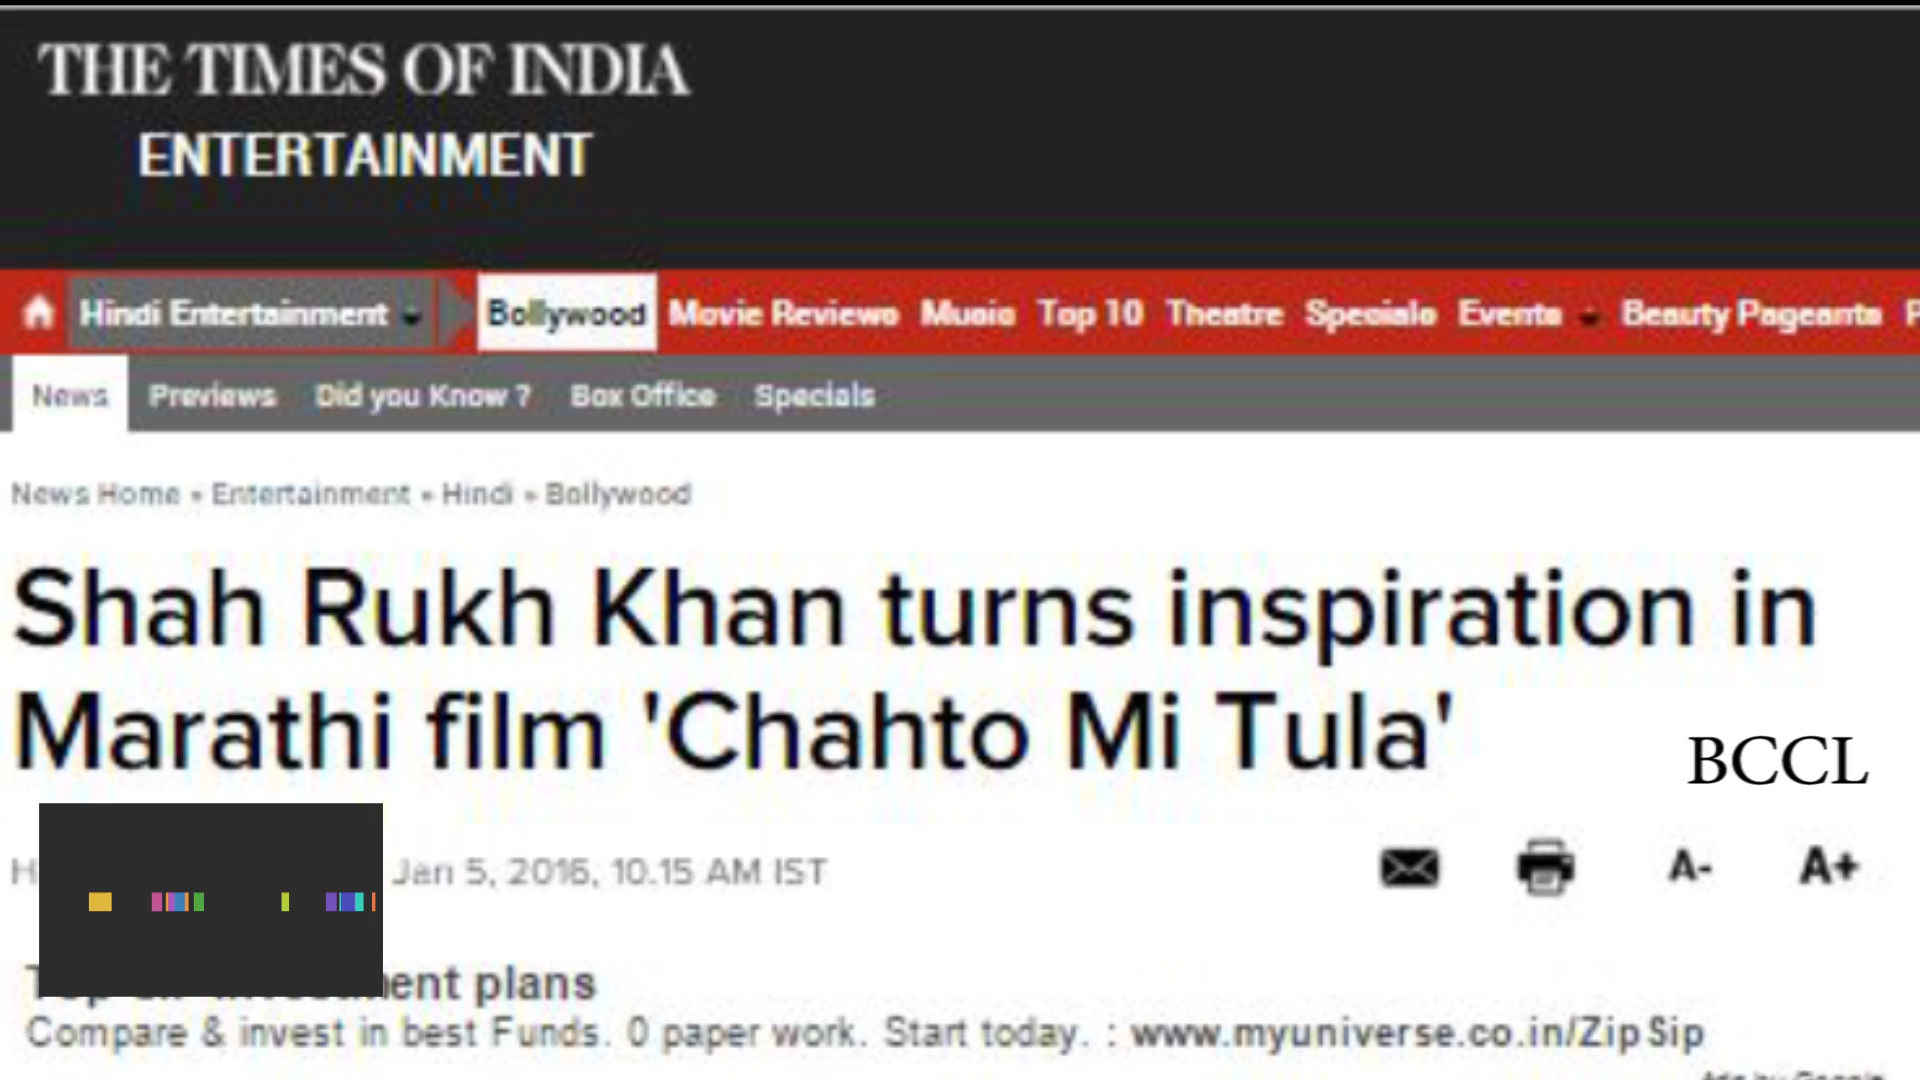 THE TIMES OF INDIA
ENTERTAINMENT
Hindi Entertainment Bollywood Movie Reviews Music Top 10 Theatre Specials Events Beauty Pageants
News Previews Did you Know ? Box Office Specials
News Home » Entertainment » Hindi » Bollywood
Shah Rukh Khan turns inspiration in
Marathi film 'Chahto Mi Tula'
BCCL
Jan 5, 2016, 10.15 AM IST
A- A+
plans
Compare & invest in best Funds. 0 paper work. Start today. : www.myuniverse.co.in/ZipSip